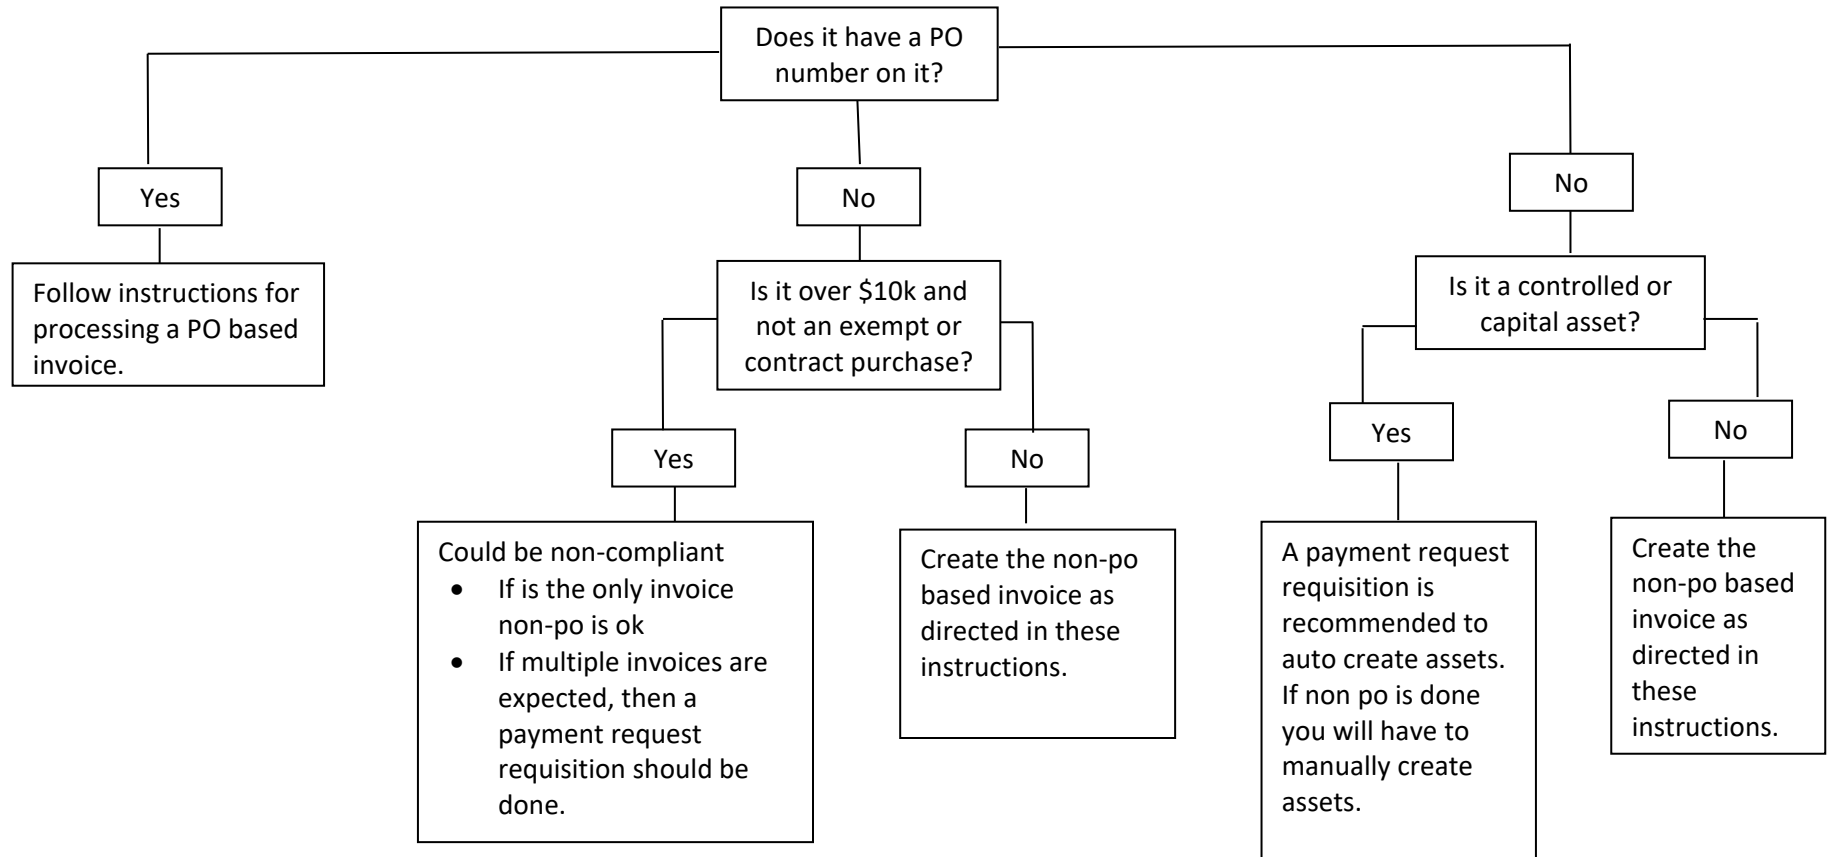 Does it have a PO
number on it?
Yes
No
No
Follow instructions for
processing a PO based
invoice.
Is it over $10k and
not an exempt or
contract purchase?
Is it a controlled or
capital asset?
Yes
No
Yes
No
Could be non-compliant
• If is the only invoice
non-po is ok
• If multiple invoices are
expected, then a
payment request
requisition should be
done.
Create the non-po
based invoice as
directed in these
instructions.
A payment request
requisition is
recommended to
auto create assets.
If non po is done
you will have to
manually create
assets.
Create the
non-po based
invoice as
directed in
these
instructions.